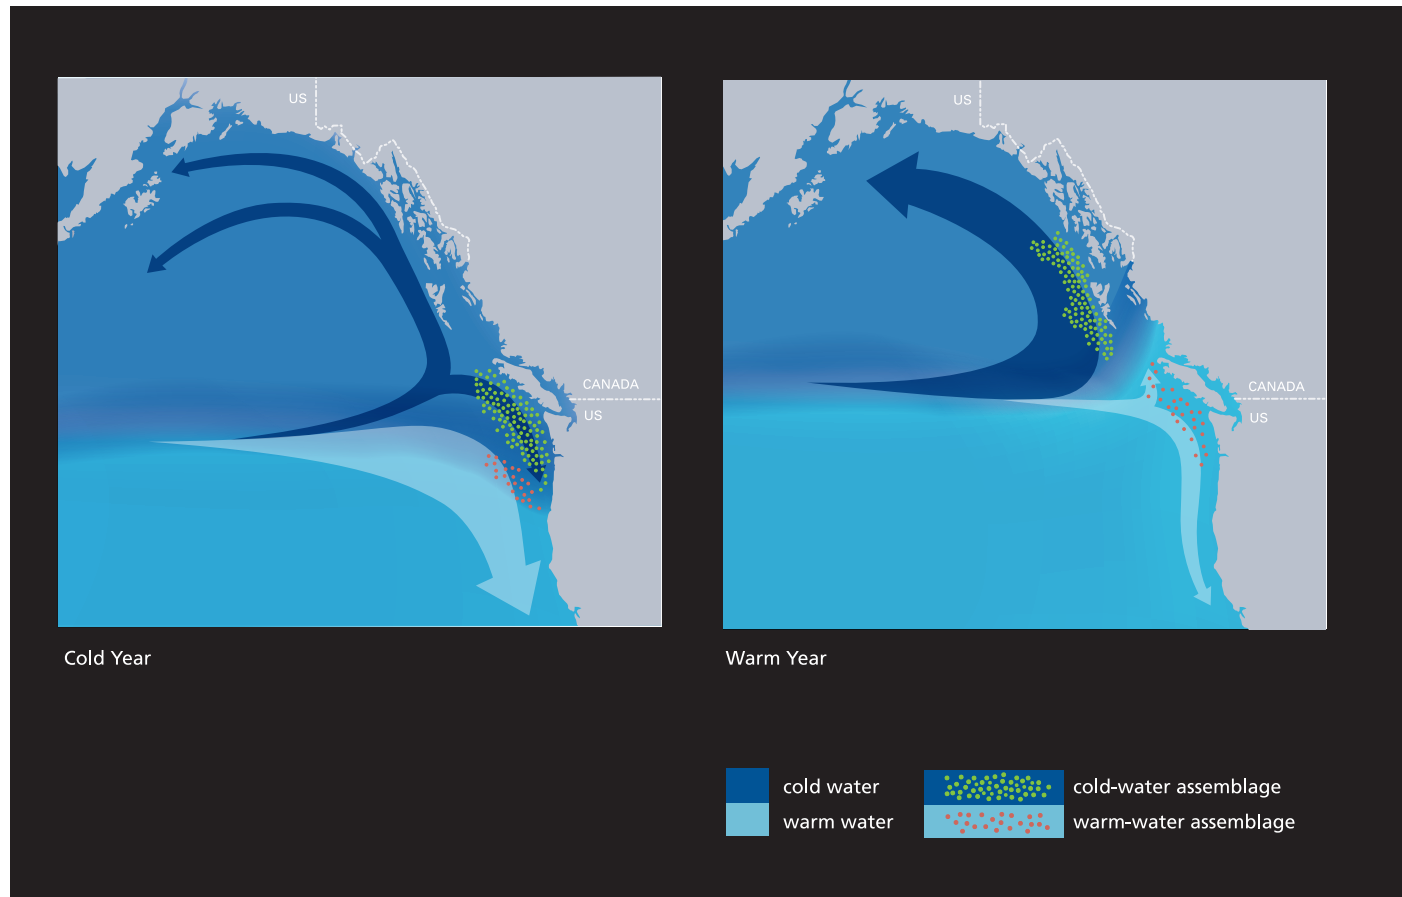 US
US
CANADA
US
CANADA
US
Cold Year
Warm Year
cold water
cold-water assemblage
warm water
warm-water assemblage